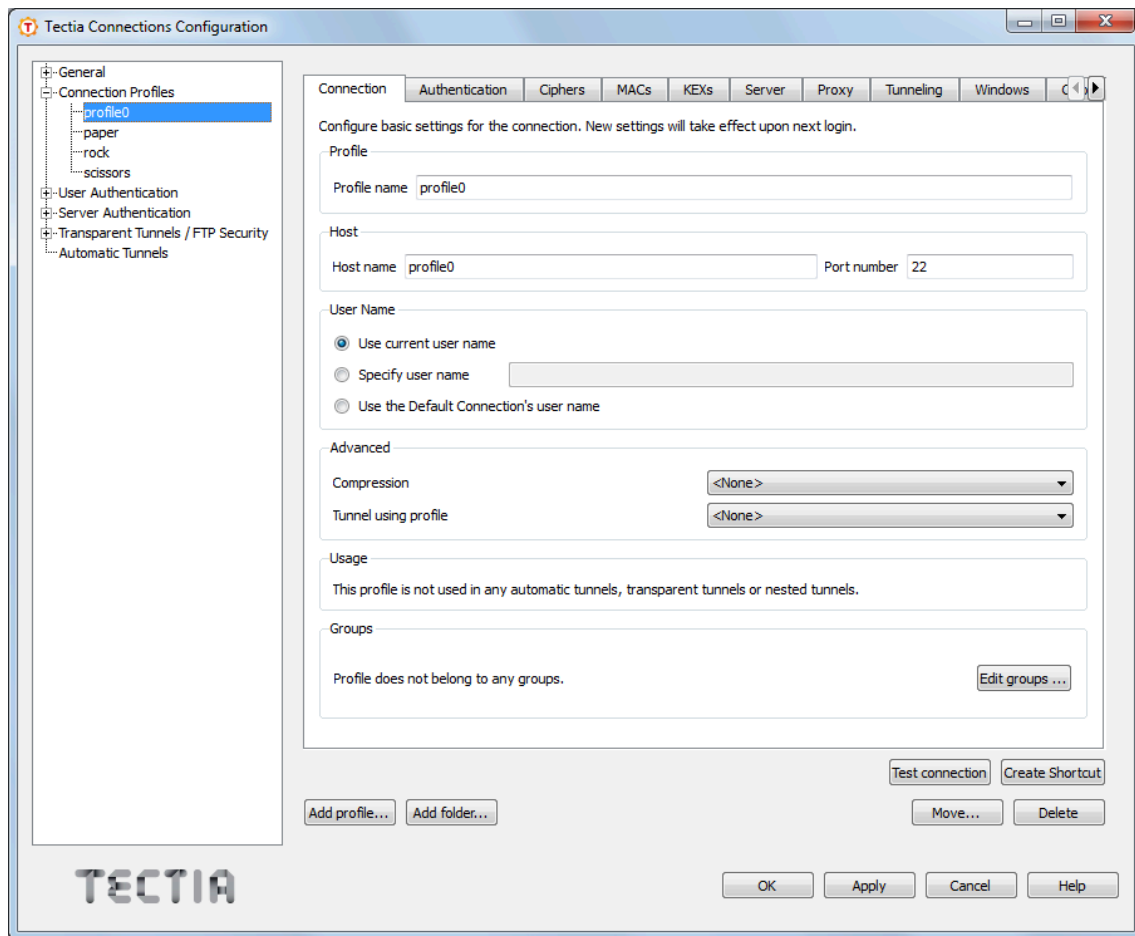 Tectia Connections Configuration
General
Connection Profiles
profile0
paper
rock
scissors
User Authentication
Server Authentication
Transparent Tunnels / FTP Security
Automatic Tunnels
Connection Authentication Ciphers MACs KEXs Server Proxy Tunneling Windows
Configure basic settings for the connection. New settings will take effect upon next login.
Profile
Profile name profile0
Host
Host name profile0 Port number 22
User Name
Use current user name
Specify user name
Use the Default Connection's user name
Advanced
Compression <None>
Tunnel using profile <None>
Usage
This profile is not used in any automatic tunnels, transparent tunnels or nested tunnels.
Groups
Profile does not belong to any groups. Edit groups ...
Test connection Create Shortcut
Add profile... Add folder... Move... Delete
TECTIA
OK Apply Cancel Help